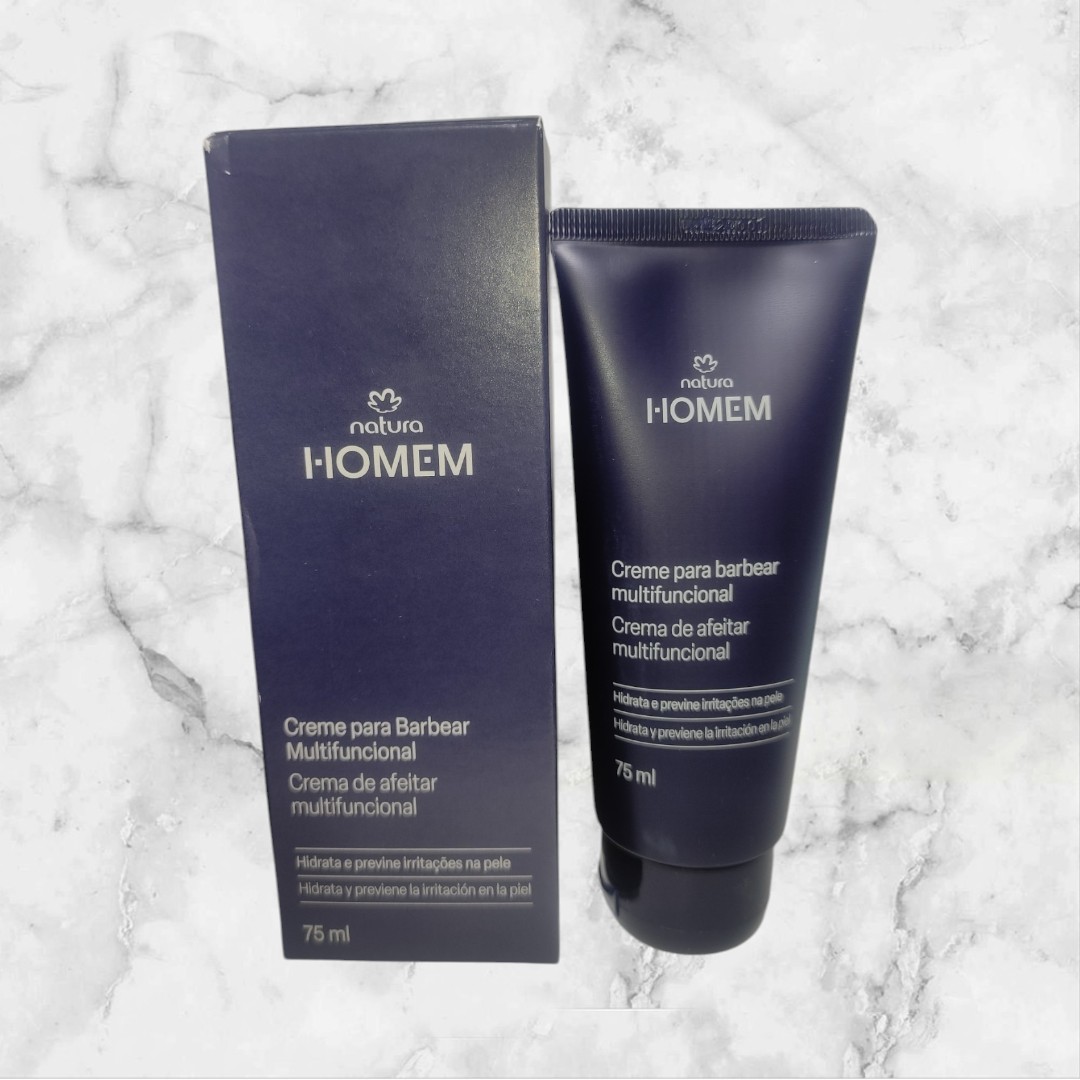 natura
HOMEM
Creme para Barbear
Multifuncional
Crema de afeitar
multifuncional
Hidrata e previne irritações na pele
Hidrata y previene la irritación en la piel
75 ml
natura
HOMEM
Creme para barbear
multifuncional
Crema de afeitar
multifuncional
Hidrata e previne irritações na pele
Hidrata y previene la irritación en la piel
75 ml